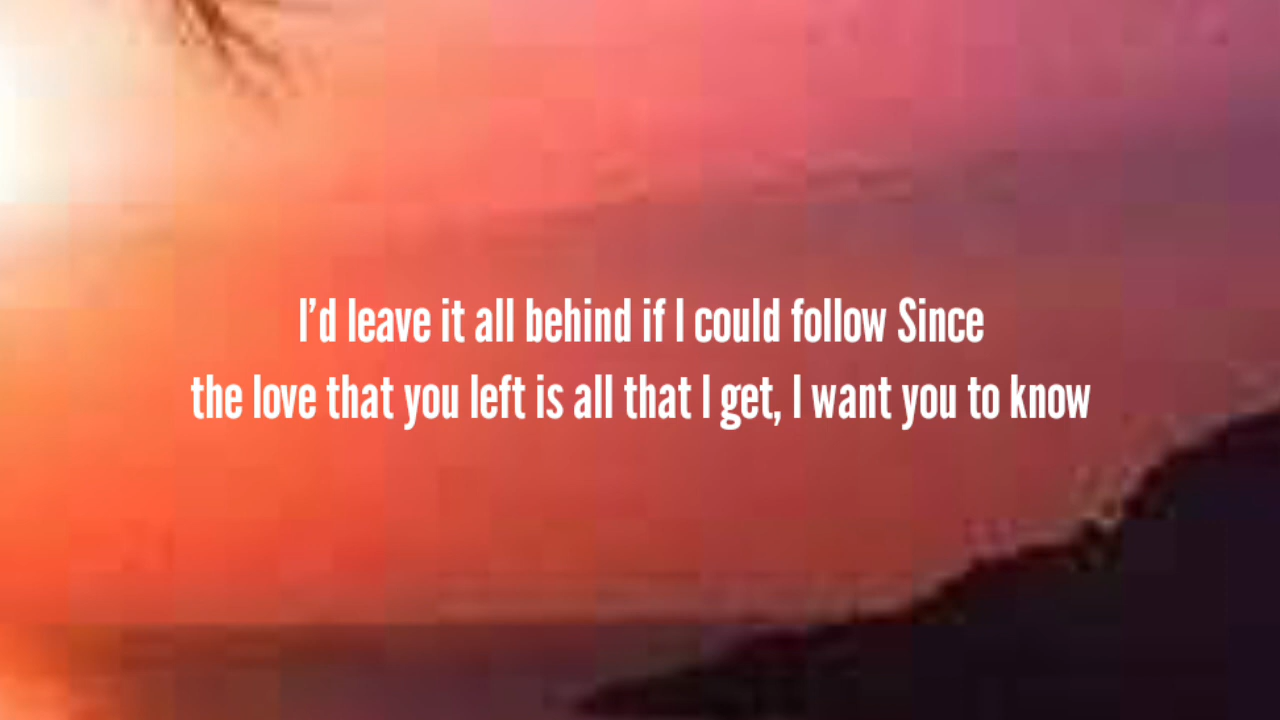 I’d leave it all behind if I could follow Since
the love that you left is all that I get, I want you to know